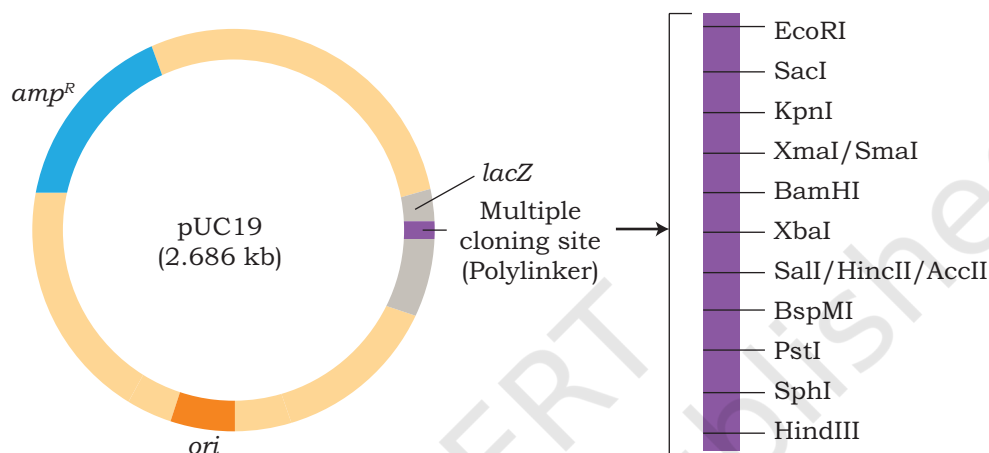 amp^R
lacZ
pUC19
(2.686 kb)
Multiple
cloning site
(Polylinker)
ori
EcoRI
SacI
KpnI
XmaI/SmaI
BamHI
XbaI
SalI/HincII/AccII
BspMI
PstI
SphI
HindIII